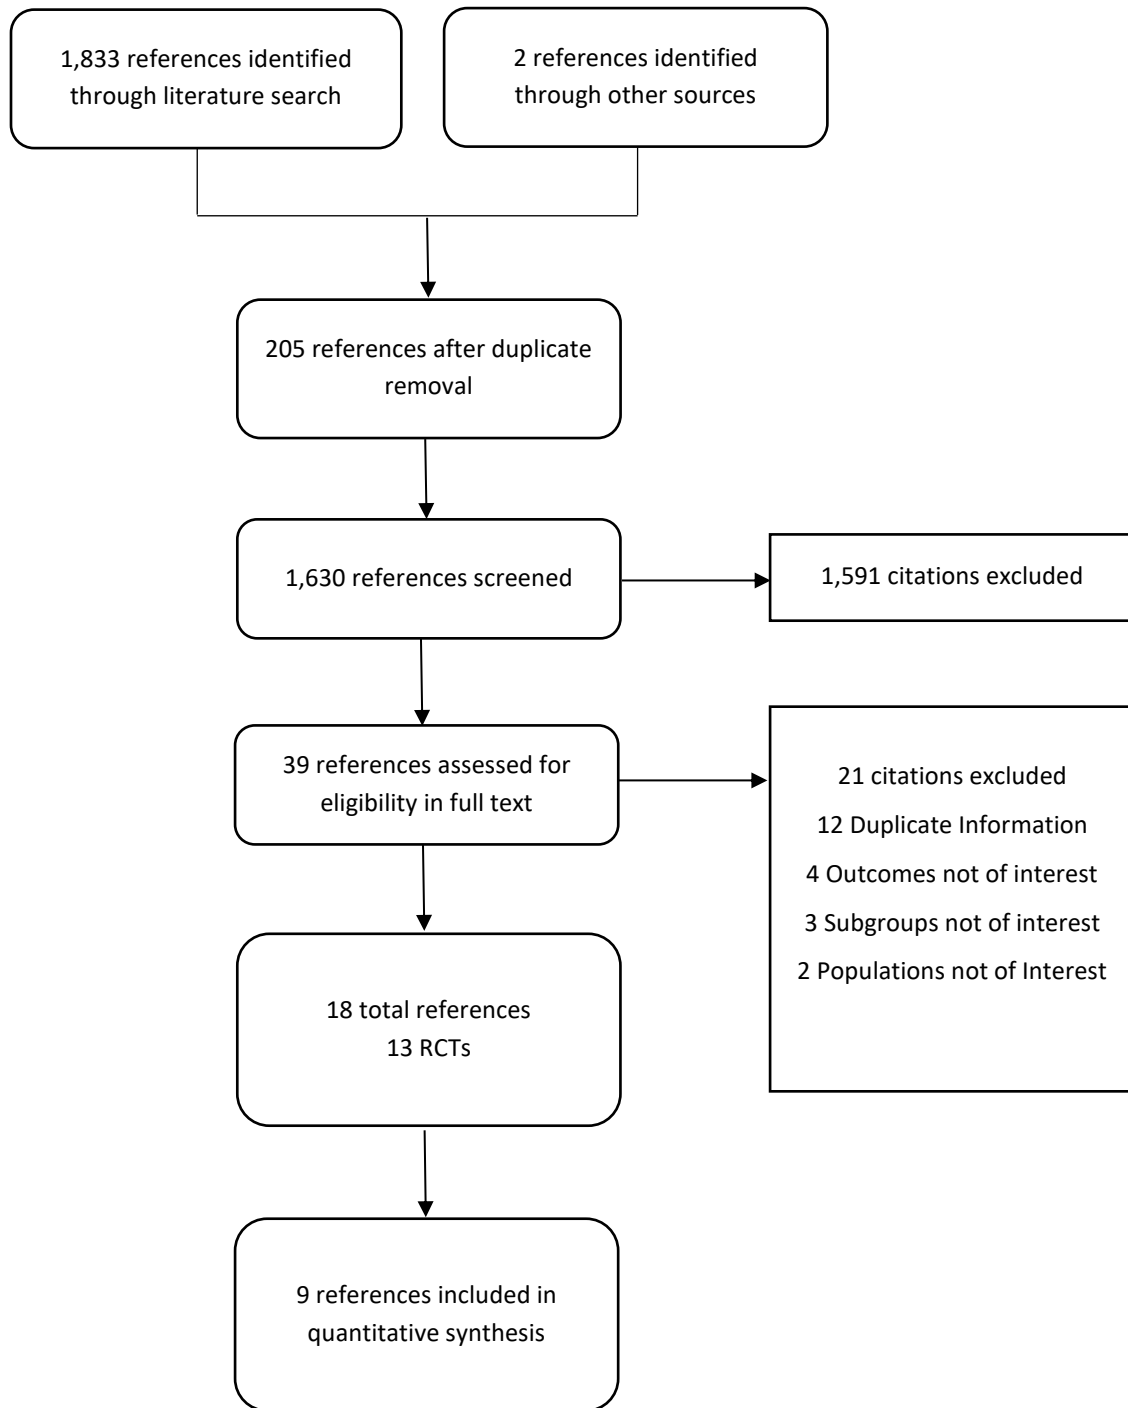 1,833 references identified
through literature search
2 references identified
through other sources
205 references after duplicate
removal
1,630 references screened
1,591 citations excluded
39 references assessed for
eligibility in full text
21 citations excluded
12 Duplicate Information
4 Outcomes not of interest
3 Subgroups not of interest
2 Populations not of Interest
18 total references
13 RCTs
9 references included in
quantitative synthesis